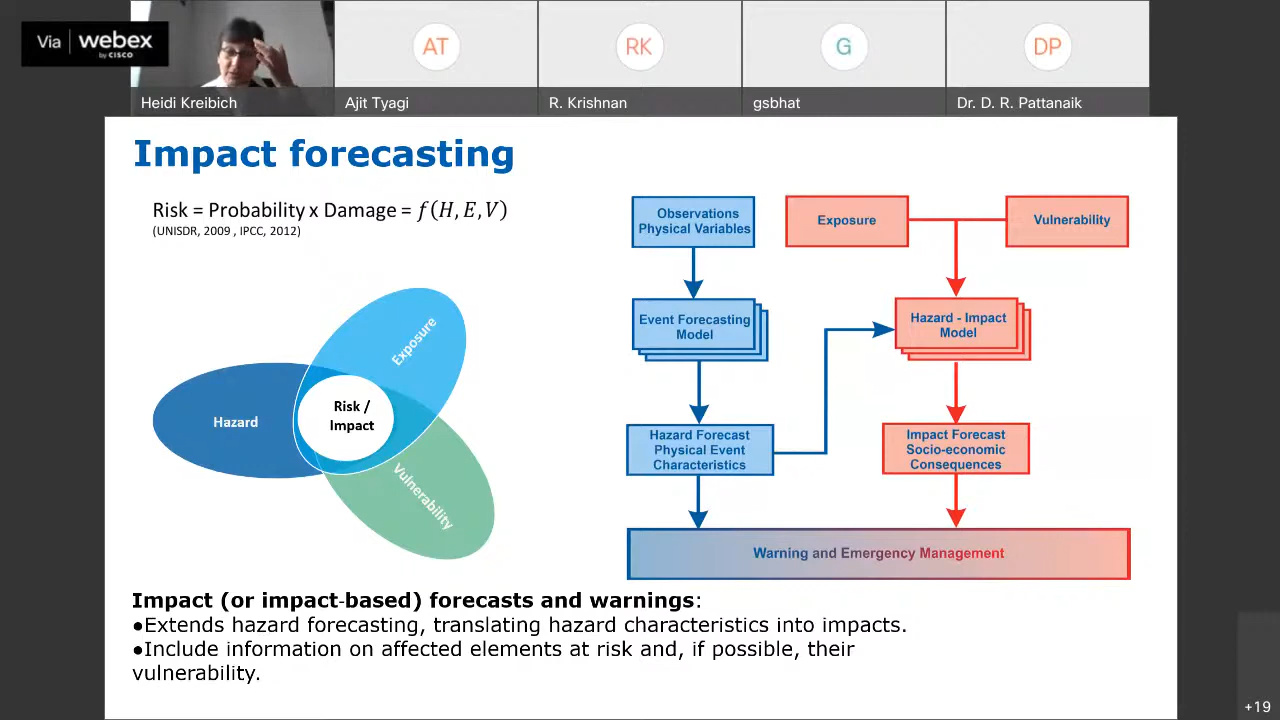 Via webex
by CISCO
AT
RK
G
DP
Heidi Kreibich
Ajit Tyagi
R. Krishnan
gsbhat
Dr. D. R. Pattanaik
Impact forecasting
Risk = Probability x Damage = f(H, E, V)
(UNISDR, 2009 , IPCC, 2012)
Exposure
Hazard
Risk /
Impact
Vulnerability
Observations
Physical Variables
Exposure
Vulnerability
Event Forecasting
Model
Hazard - Impact
Model
Hazard Forecast
Physical Event
Characteristics
Impact Forecast
Socio-economic
Consequences
Warning and Emergency Management
Impact (or impact-based) forecasts and warnings:
●Extends hazard forecasting, translating hazard characteristics into impacts.
●Include information on affected elements at risk and, if possible, their
vulnerability.
+19